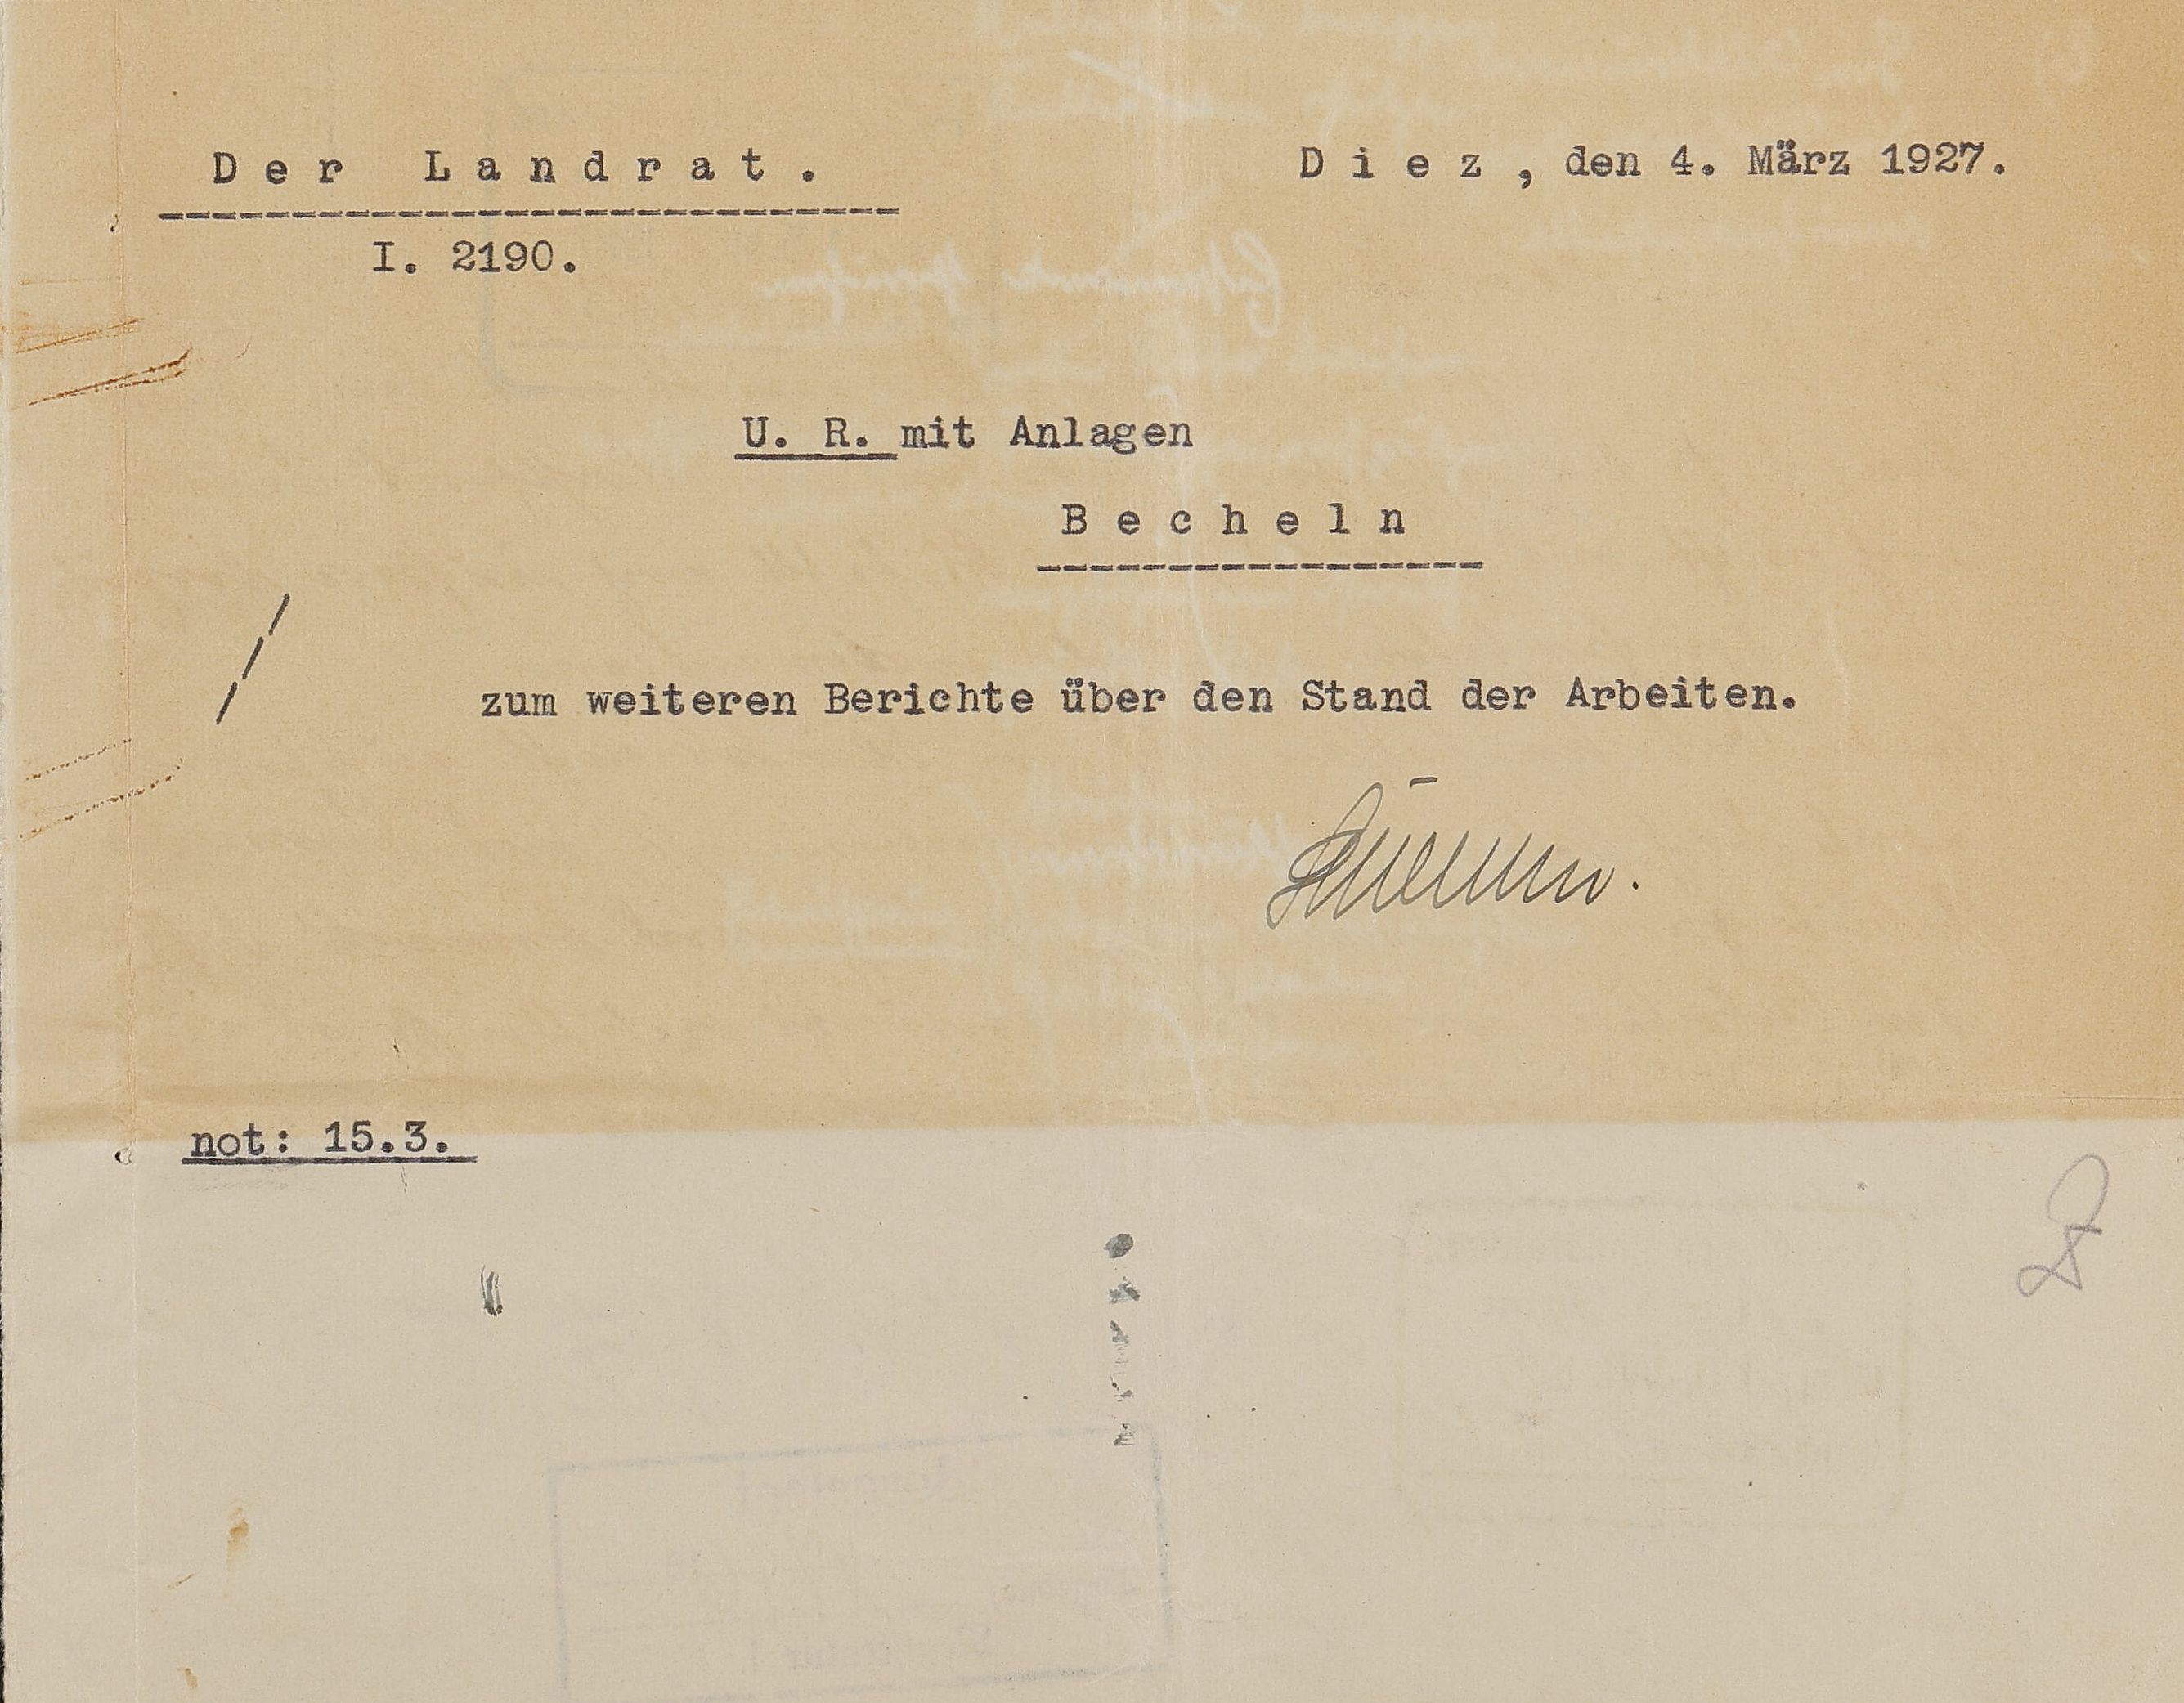 Der Landrat.
Diez, den 4. März 1927.
I. 2190.
U. R. mit Anlagen
Becheln
zum weiteren Berichte über den Stand der Arbeiten.
not: 15.3.